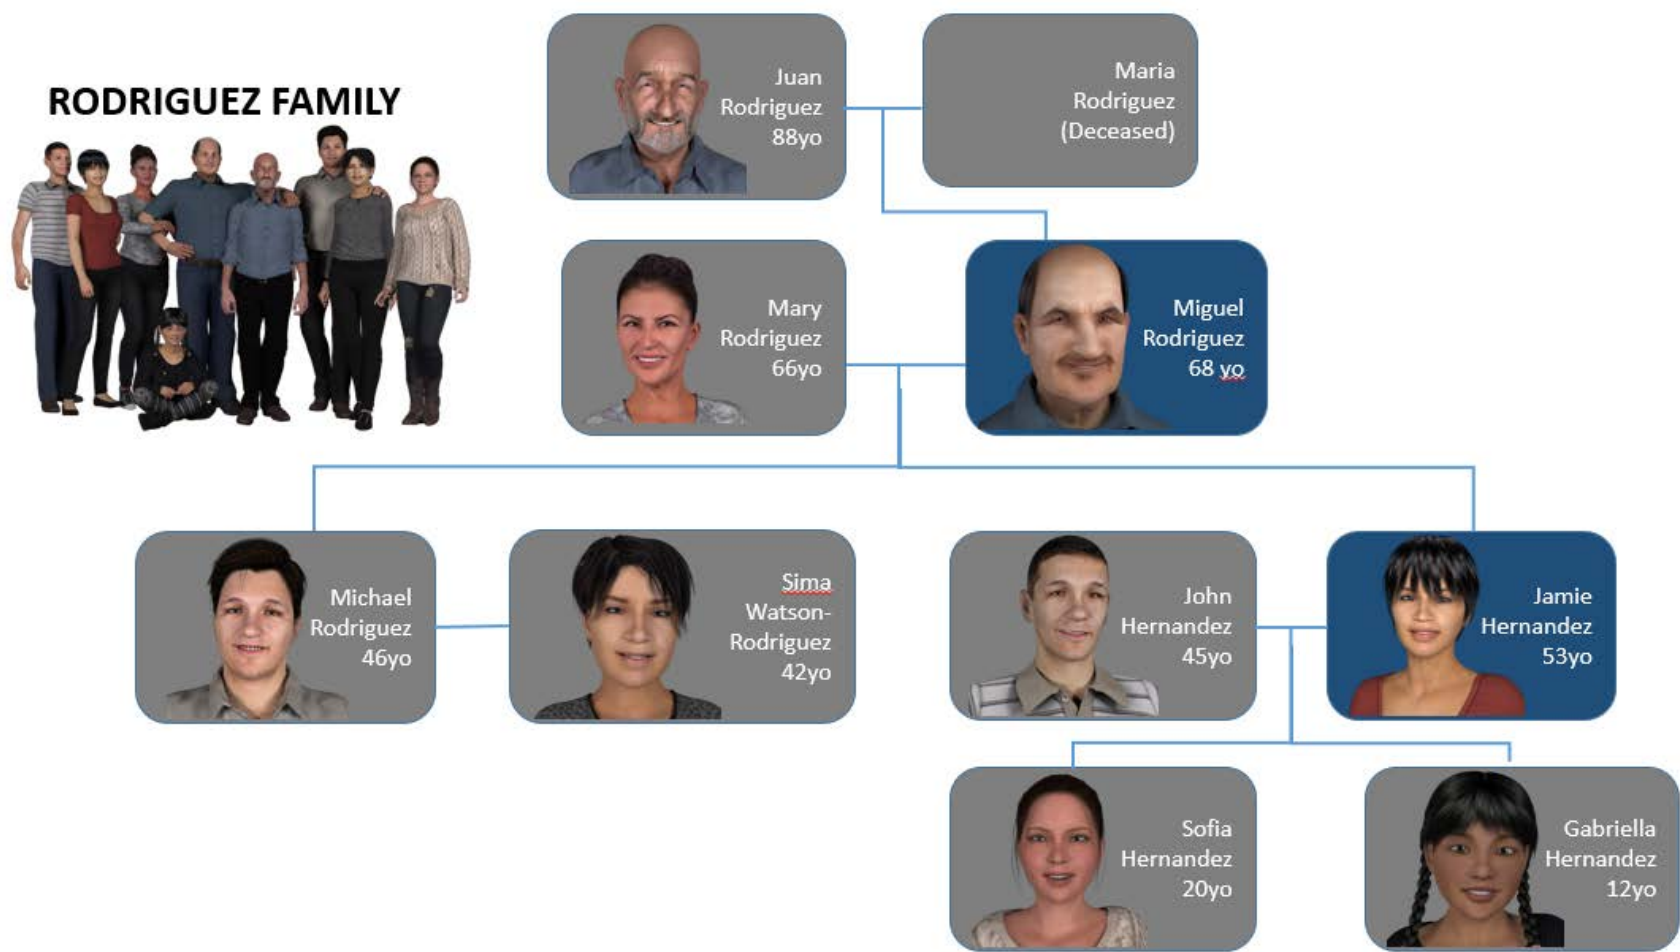 RODRIGUEZ FAMILY
Juan
Rodriguez
88yo
Maria
Rodriguez
(Deceased)
Mary
Rodriguez
66yo
Miguel
Rodriguez
68 yo
Michael
Rodriguez
46yo
Sima
Watson-
Rodriguez
42yo
John
Hernandez
45yo
Jamie
Hernandez
53yo
Sofia
Hernandez
20yo
Gabriella
Hernandez
12yo